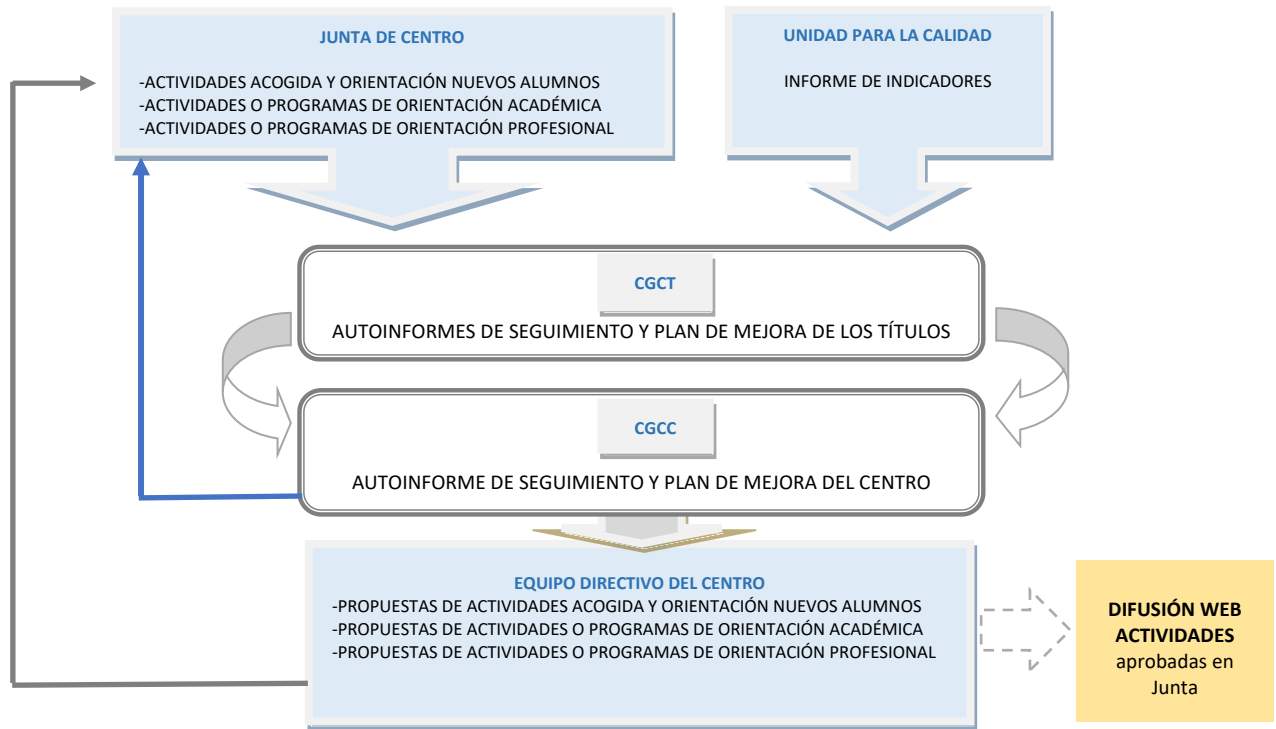 JUNTA DE CENTRO
-ACTIVIDADES ACOGIDA Y ORIENTACIÓN NUEVOS ALUMNOS
-ACTIVIDADES O PROGRAMAS DE ORIENTACIÓN ACADÉMICA
-ACTIVIDADES O PROGRAMAS DE ORIENTACIÓN PROFESIONAL
UNIDAD PARA LA CALIDAD
INFORME DE INDICADORES
CGCT
AUTOINFORMES DE SEGUIMIENTO Y PLAN DE MEJORA DE LOS TÍTULOS
CGCC
AUTOINFORME DE SEGUIMIENTO Y PLAN DE MEJORA DEL CENTRO
EQUIPO DIRECTIVO DEL CENTRO
-PROPUESTAS DE ACTIVIDADES ACOGIDA Y ORIENTACIÓN NUEVOS ALUMNOS
-PROPUESTAS DE ACTIVIDADES O PROGRAMAS DE ORIENTACIÓN ACADÉMICA
-PROPUESTAS DE ACTIVIDADES O PROGRAMAS DE ORIENTACIÓN PROFESIONAL
DIFUSIÓN WEB
ACTIVIDADES
aprobadas en
Junta